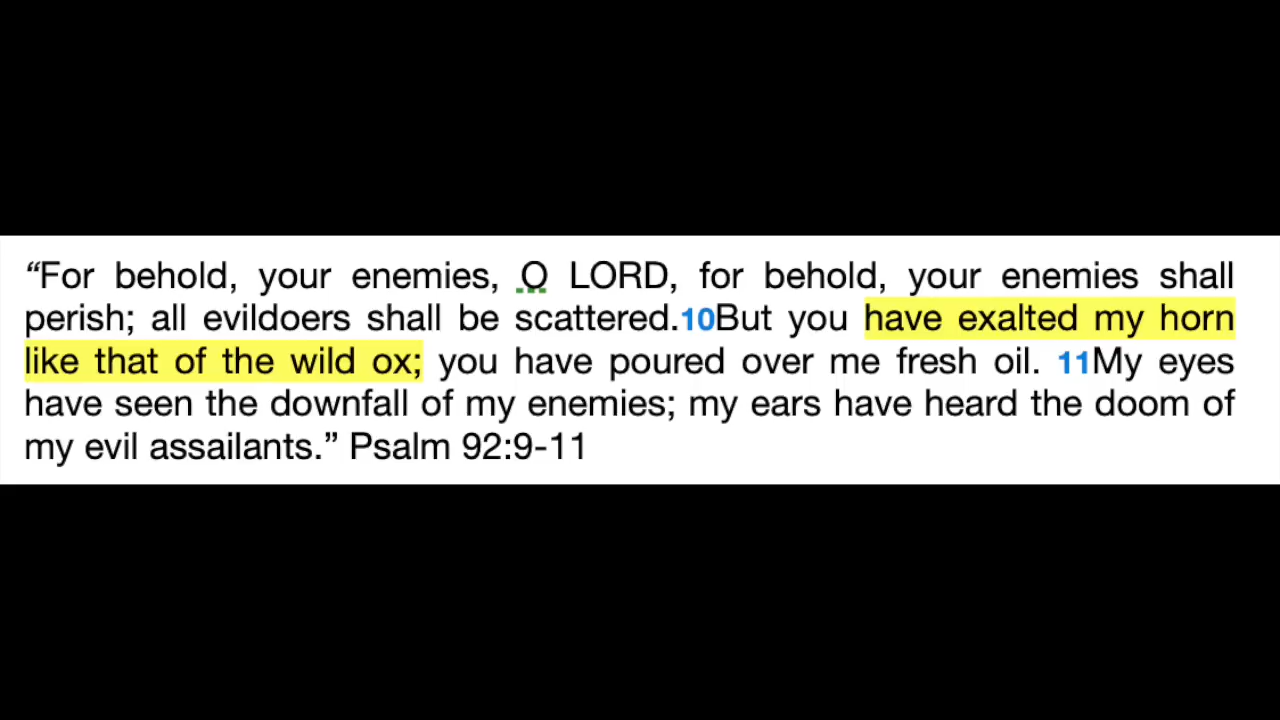 “For behold, your enemies, O LORD, for behold, your enemies shall
perish; all evildoers shall be scattered.10But you have exalted my horn
like that of the wild ox; you have poured over me fresh oil. 11My eyes
have seen the downfall of my enemies; my ears have heard the doom of
my evil assailants.” Psalm 92:9-11